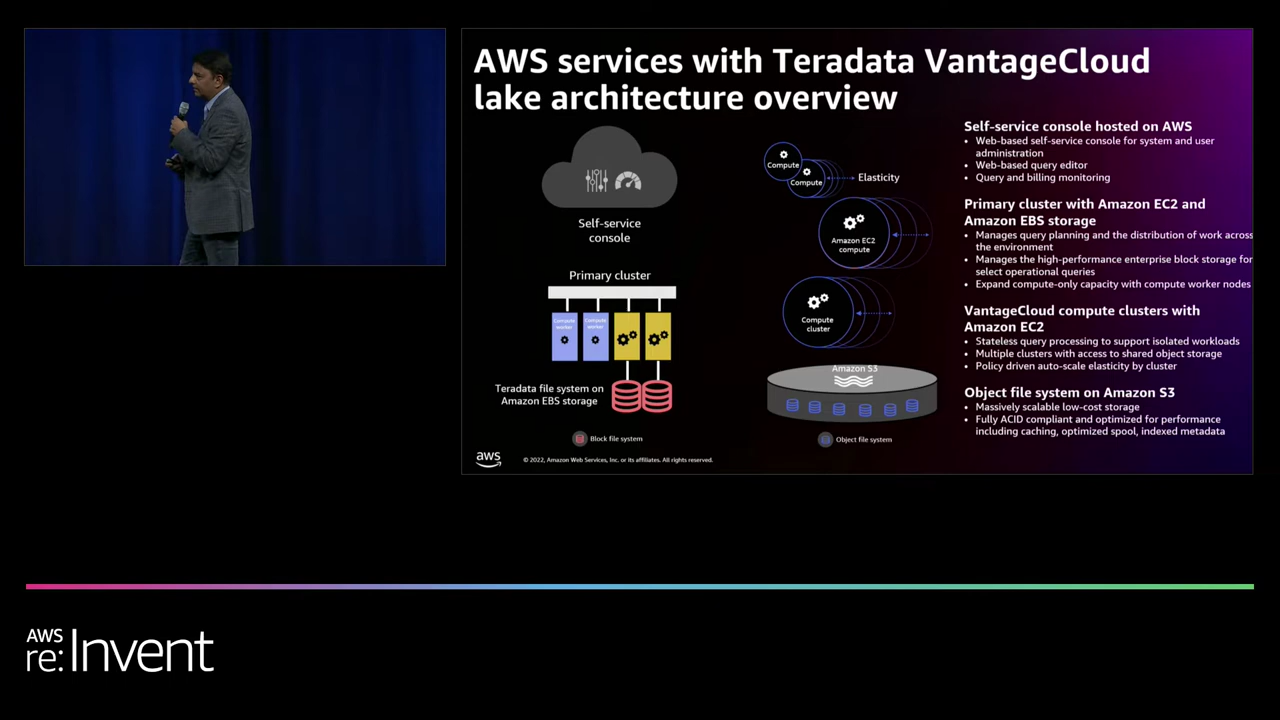 AWS services with Teradata VantageCloud
lake architecture overview
Self-service
console
Primary cluster
Compute
worker
Compute
worker
Teradata file system on
Amazon EBS storage
Block file system
Compute
Compute
Elasticity
Amazon EC2
compute
Compute
cluster
Amazon S3
Object file system
Self-service console hosted on AWS
• Web-based self-service console for system and user
administration
• Web-based query editor
• Query and billing monitoring
Primary cluster with Amazon EC2 and
Amazon EBS storage
• Manages query planning and the distribution of work across
the environment
• Manages the high-performance enterprise block storage for
select operational queries
• Expand compute-only capacity with compute worker nodes
VantageCloud compute clusters with
Amazon EC2
• Stateless query processing to support isolated workloads
• Multiple clusters with access to shared object storage
• Policy driven auto-scale elasticity by cluster
Object file system on Amazon S3
• Massively scalable low-cost storage
• Fully ACID compliant and optimized for performance
including caching, optimized spool, indexed metadata
aws
© 2022, Amazon Web Services, Inc. or its affiliates. All rights reserved.
AWS
re:Invent